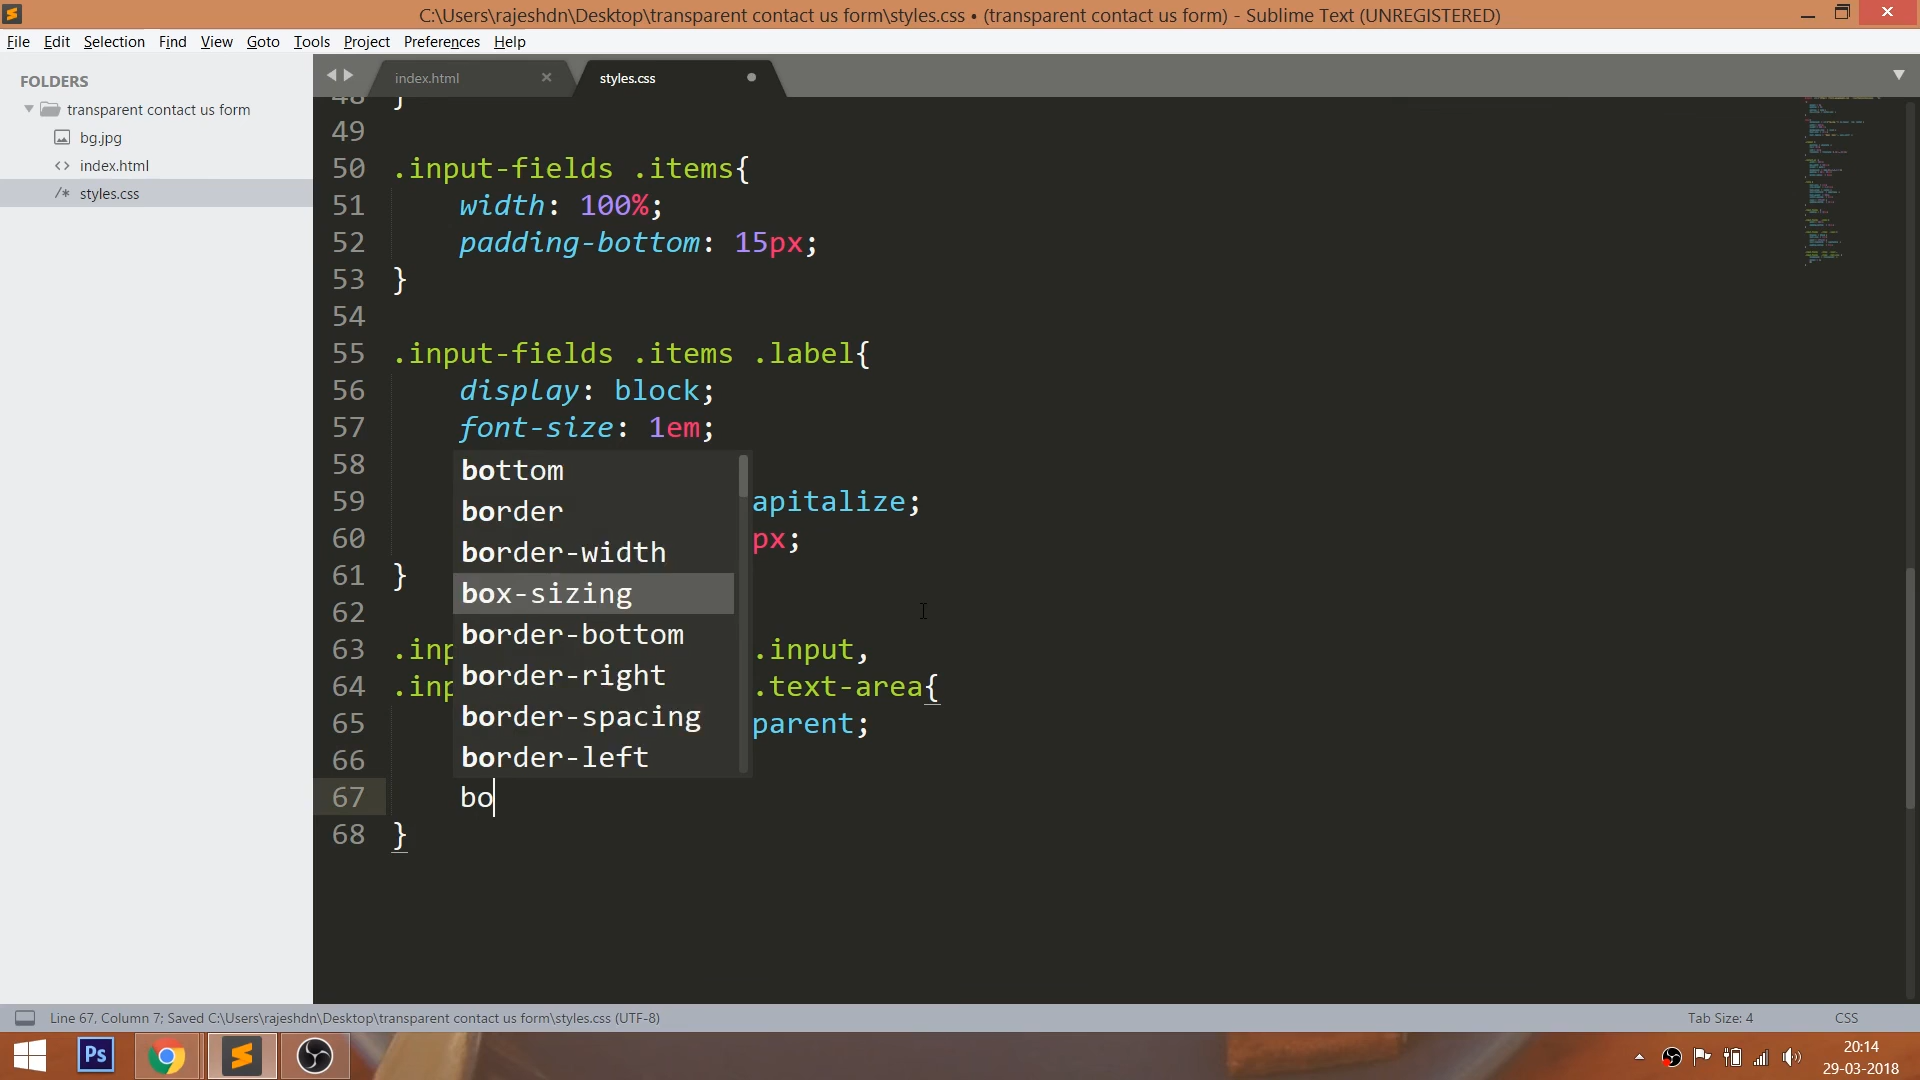 C:\Users\rajeshdn\Desktop\transparent contact us form\styles.css • (transparent contact us form) - Sublime Text (UNREGISTERED)
File Edit Selection Find View Goto Tools Project Preferences Help
FOLDERS
transparent contact us form
bg.jpg
index.html
/* styles.css
index.html
styles.css
48 }
49
50 .input-fields .items{
51 width: 100%;
52 padding-bottom: 15px;
53 }
54
55 .input-fields .items .label{
56 display: block;
57 font-size: 1em;
58
59 apitalize;
60 px;
61 }
62
63 .inp .input,
64 .inp .text-area{
65 parent;
66
67 bo
68 }
bottom
border
border-width
box-sizing
border-bottom
border-right
border-spacing
border-left
Line 67, Column 7; Saved C:\Users\rajeshdn\Desktop\transparent contact us form\styles.css (UTF-8)
Tab Size: 4
CSS
Ps
20:14
29-03-2018